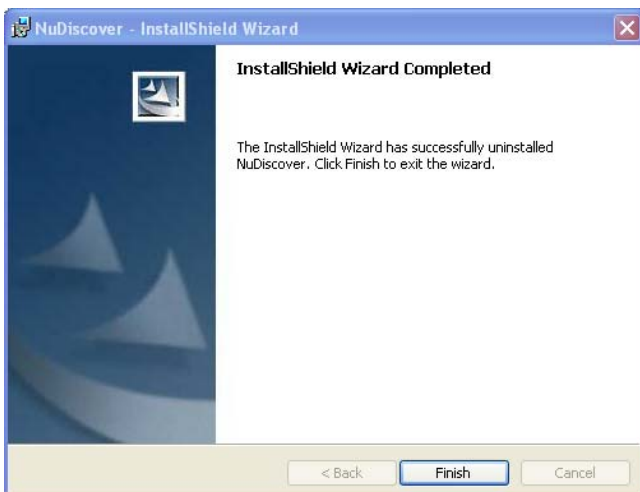 NuDiscover - InstallShield Wizard
InstallShield Wizard Completed
The InstallShield Wizard has successfully uninstalled
NuDiscover. Click Finish to exit the wizard.
< Back
Finish
Cancel